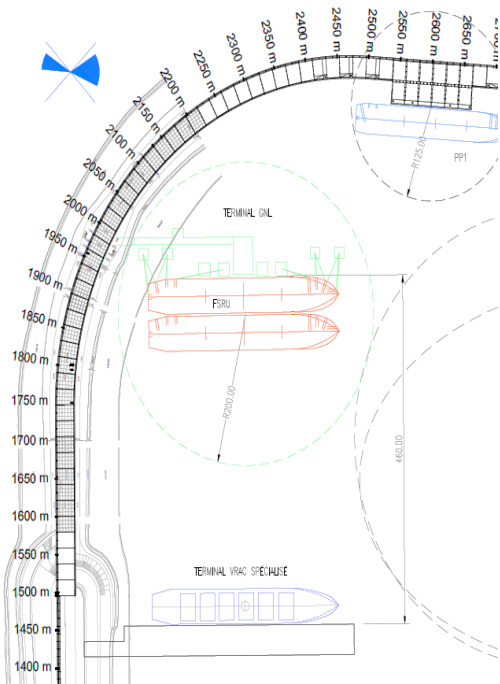 2200 m
2250 m
2300 m
2350 m
2400 m
2450 m
2500 m
2550 m
2600 m
2650 m
2150 m
2100 m
2050 m
2000 m
1950 m
1900 m
1850 m
1800 m
1750 m
1700 m
1650 m
1600 m
1550 m
1500 m
1450 m
1400 m
R125.00
PP1
TERMINAL GNL
FSRU
R200.00
460.00
TERMINAL VRAC SPÉCIALISÉ